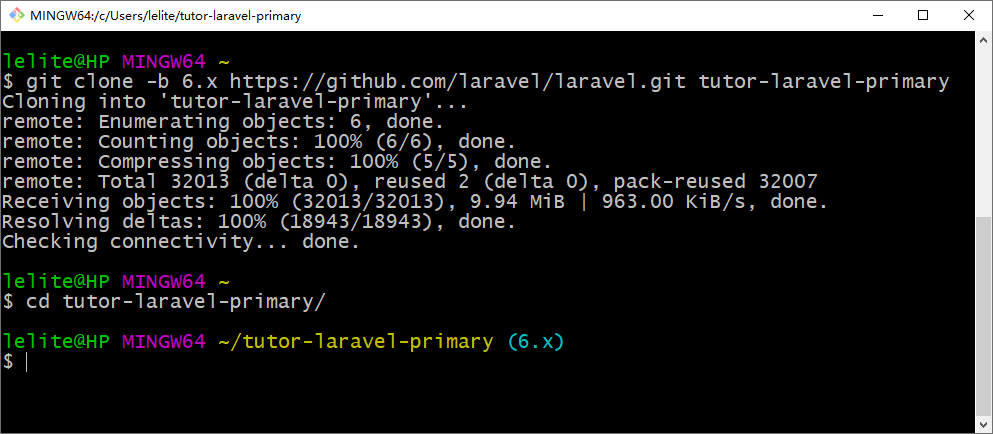 MINGW64:/c/Users/lelite/tutor-laravel-primary
lelite@HP MINGW64 ~
$ git clone -b 6.x https://github.com/laravel/laravel.git tutor-laravel-primary
Cloning into 'tutor-laravel-primary'...
remote: Enumerating objects: 6, done.
remote: Counting objects: 100% (6/6), done.
remote: Compressing objects: 100% (5/5), done.
remote: Total 32013 (delta 0), reused 2 (delta 0), pack-reused 32007
Receiving objects: 100% (32013/32013), 9.94 MiB | 963.00 KiB/s, done.
Resolving deltas: 100% (18943/18943), done.
Checking connectivity... done.
lelite@HP MINGW64 ~
$ cd tutor-laravel-primary/
lelite@HP MINGW64 ~/tutor-laravel-primary (6.x)
$